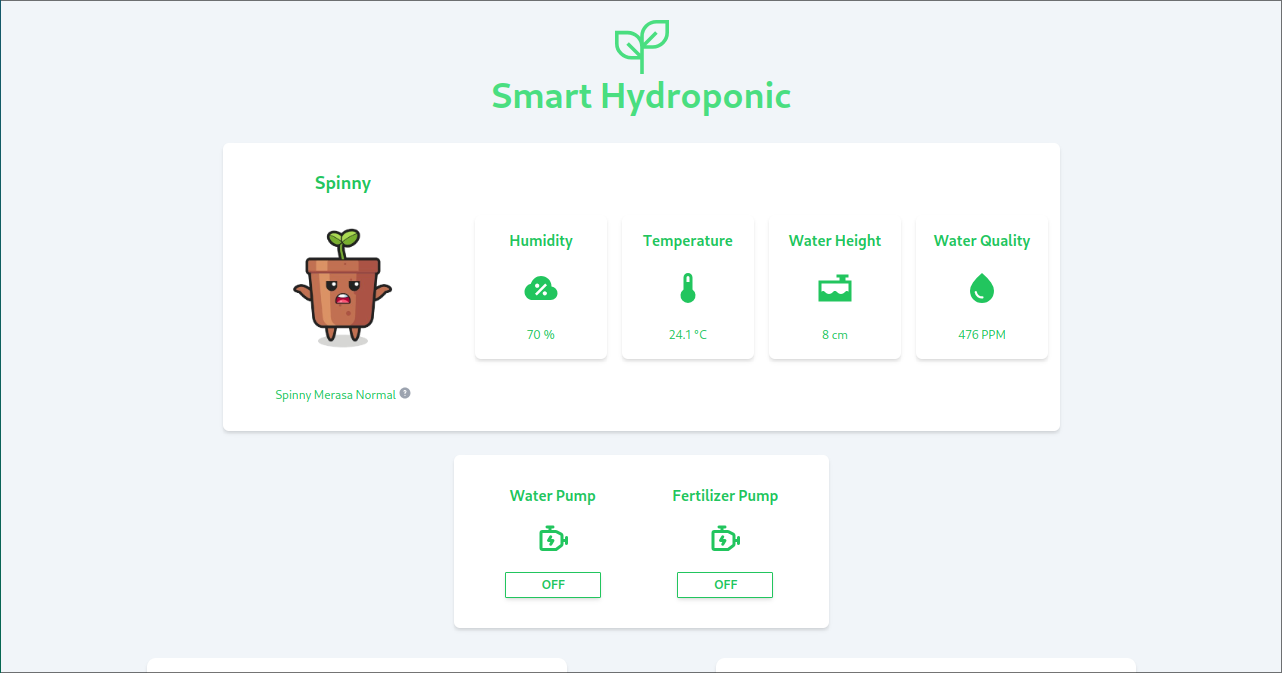 Smart Hydroponic
Spinny
Humidity
Temperature
Water Height
Water Quality
70 %
24.1 °C
8 cm
476 PPM
Spinny Merasa Normal ?
Water Pump
Fertilizer Pump
OFF
OFF